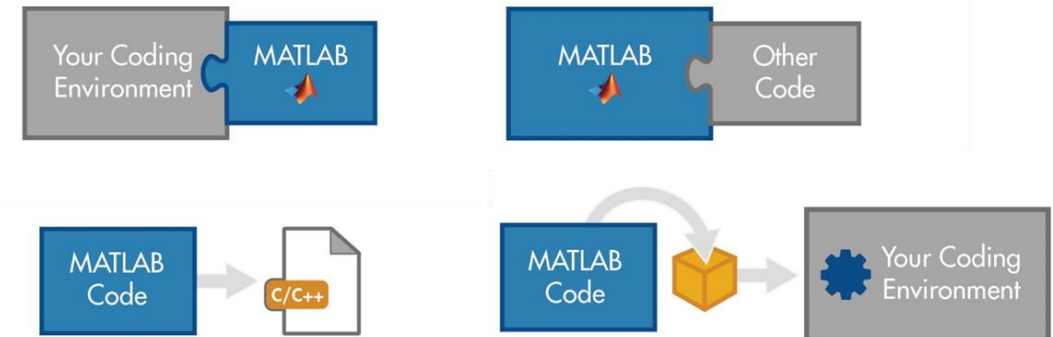 Your Coding
Environment
MATLAB
MATLAB
Other
Code
MATLAB
Code
C/C++
MATLAB
Code
Your Coding
Environment